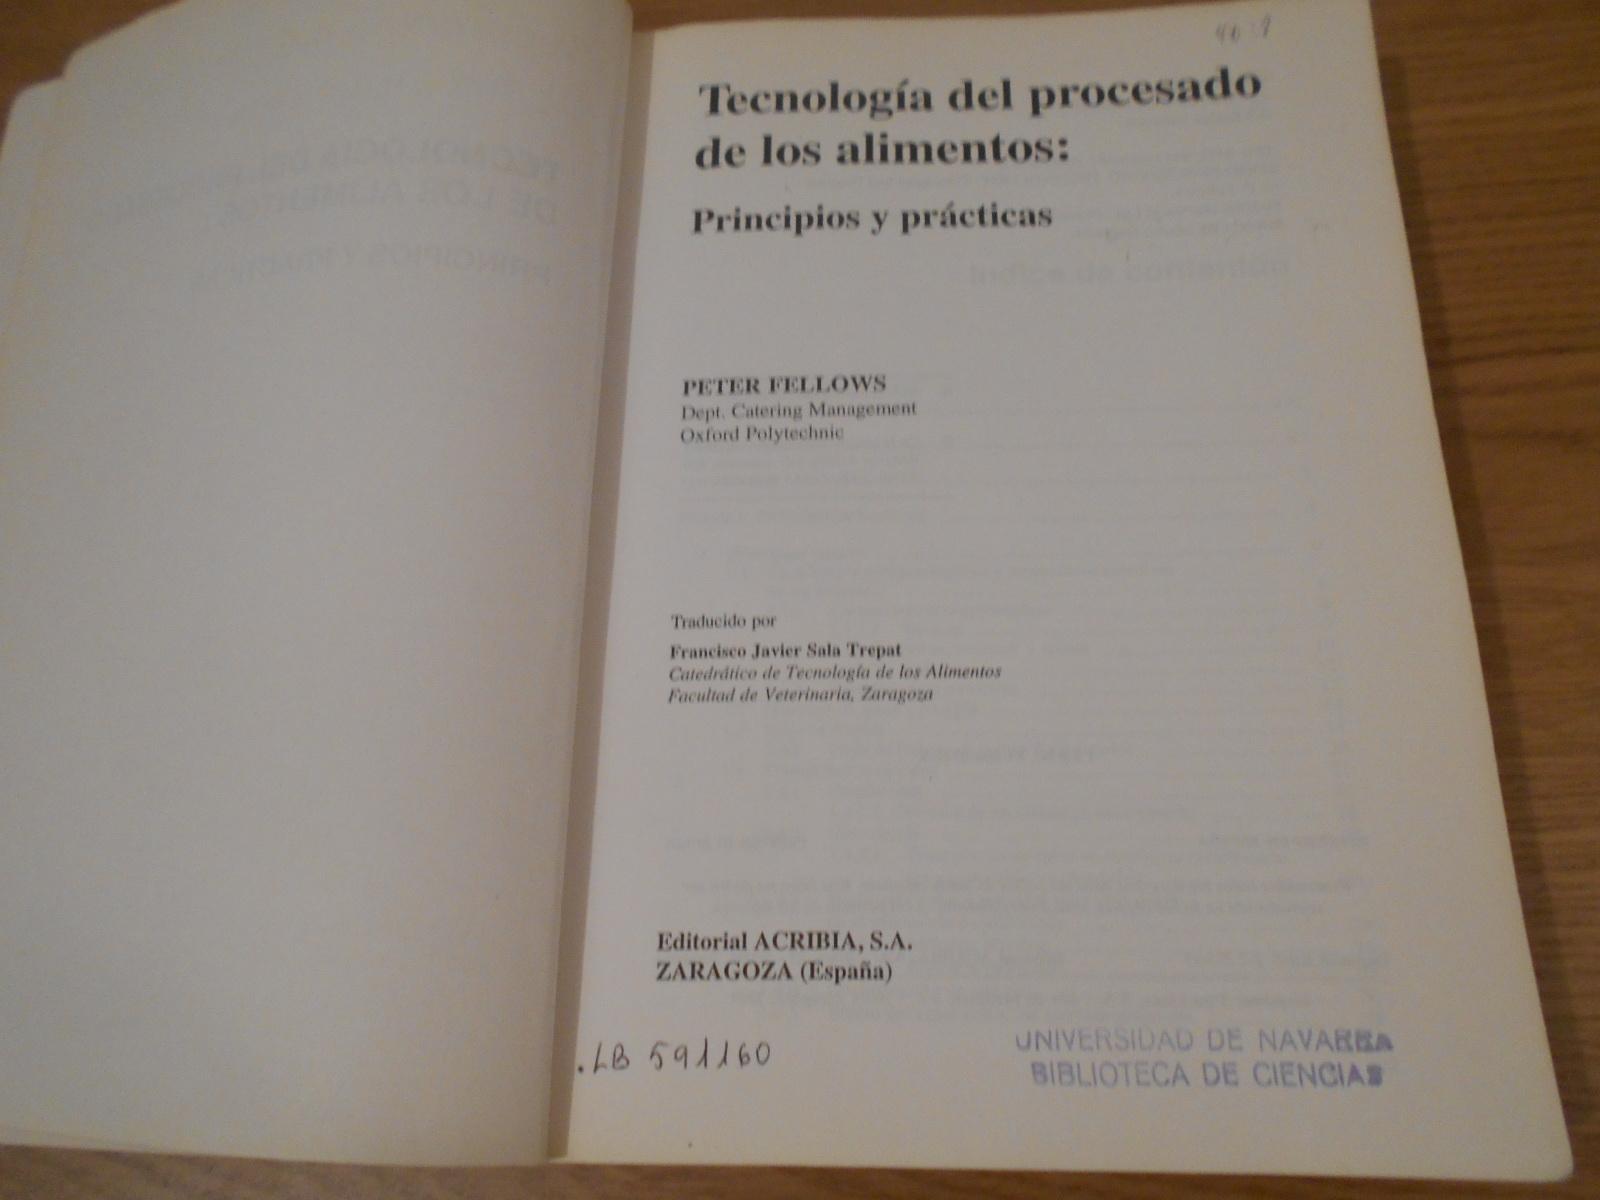 Tecnología del procesado
de los alimentos:
Principios y prácticas
PETER FELLOWS
Dept. Catering Management
Oxford Polytechnic
Traducido por
Francisco Javier Sala Trepat
Catedrático de Tecnología de los Alimentos
Facultad de Veterinaria, Zaragoza
Editorial ACRIBIA, S.A.
ZARAGOZA (España)
.LB 591160
UNIVERSIDAD DE NAVARRA
BIBLIOTECA DE CIENCIAS